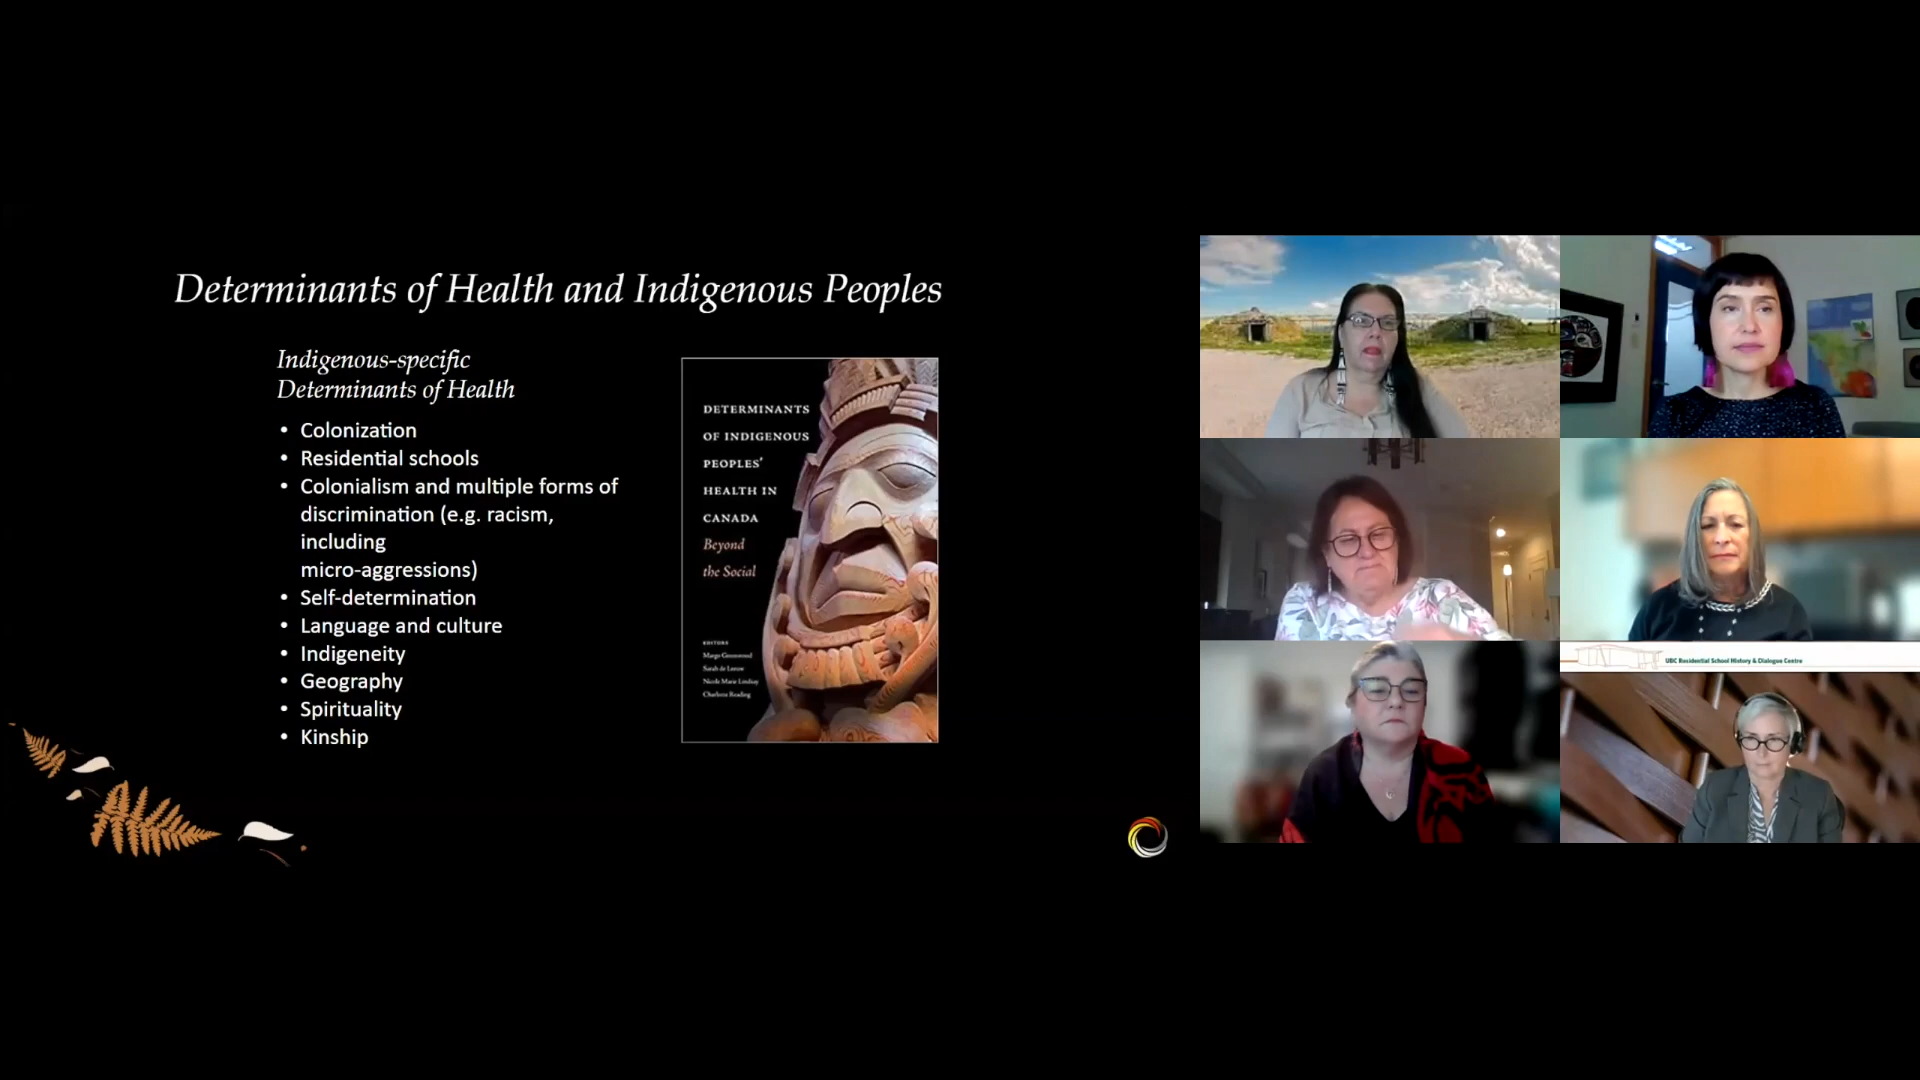 Determinants of Health and Indigenous Peoples
Indigenous-specific
Determinants of Health
• Colonization
• Residential schools
• Colonialism and multiple forms of
discrimination (e.g. racism,
including
micro-aggressions)
• Self-determination
• Language and culture
• Indigeneity
• Geography
• Spirituality
• Kinship
DETERMINANTS
OF INDIGENOUS
PEOPLES'
HEALTH IN
CANADA
Beyond
the Social
EDITORS
Margo Greenwood
Sarah de Leeuw
Nicole Marie Lindsay
Charlotte Reading
UBC Residential School History & Dialogue Centre